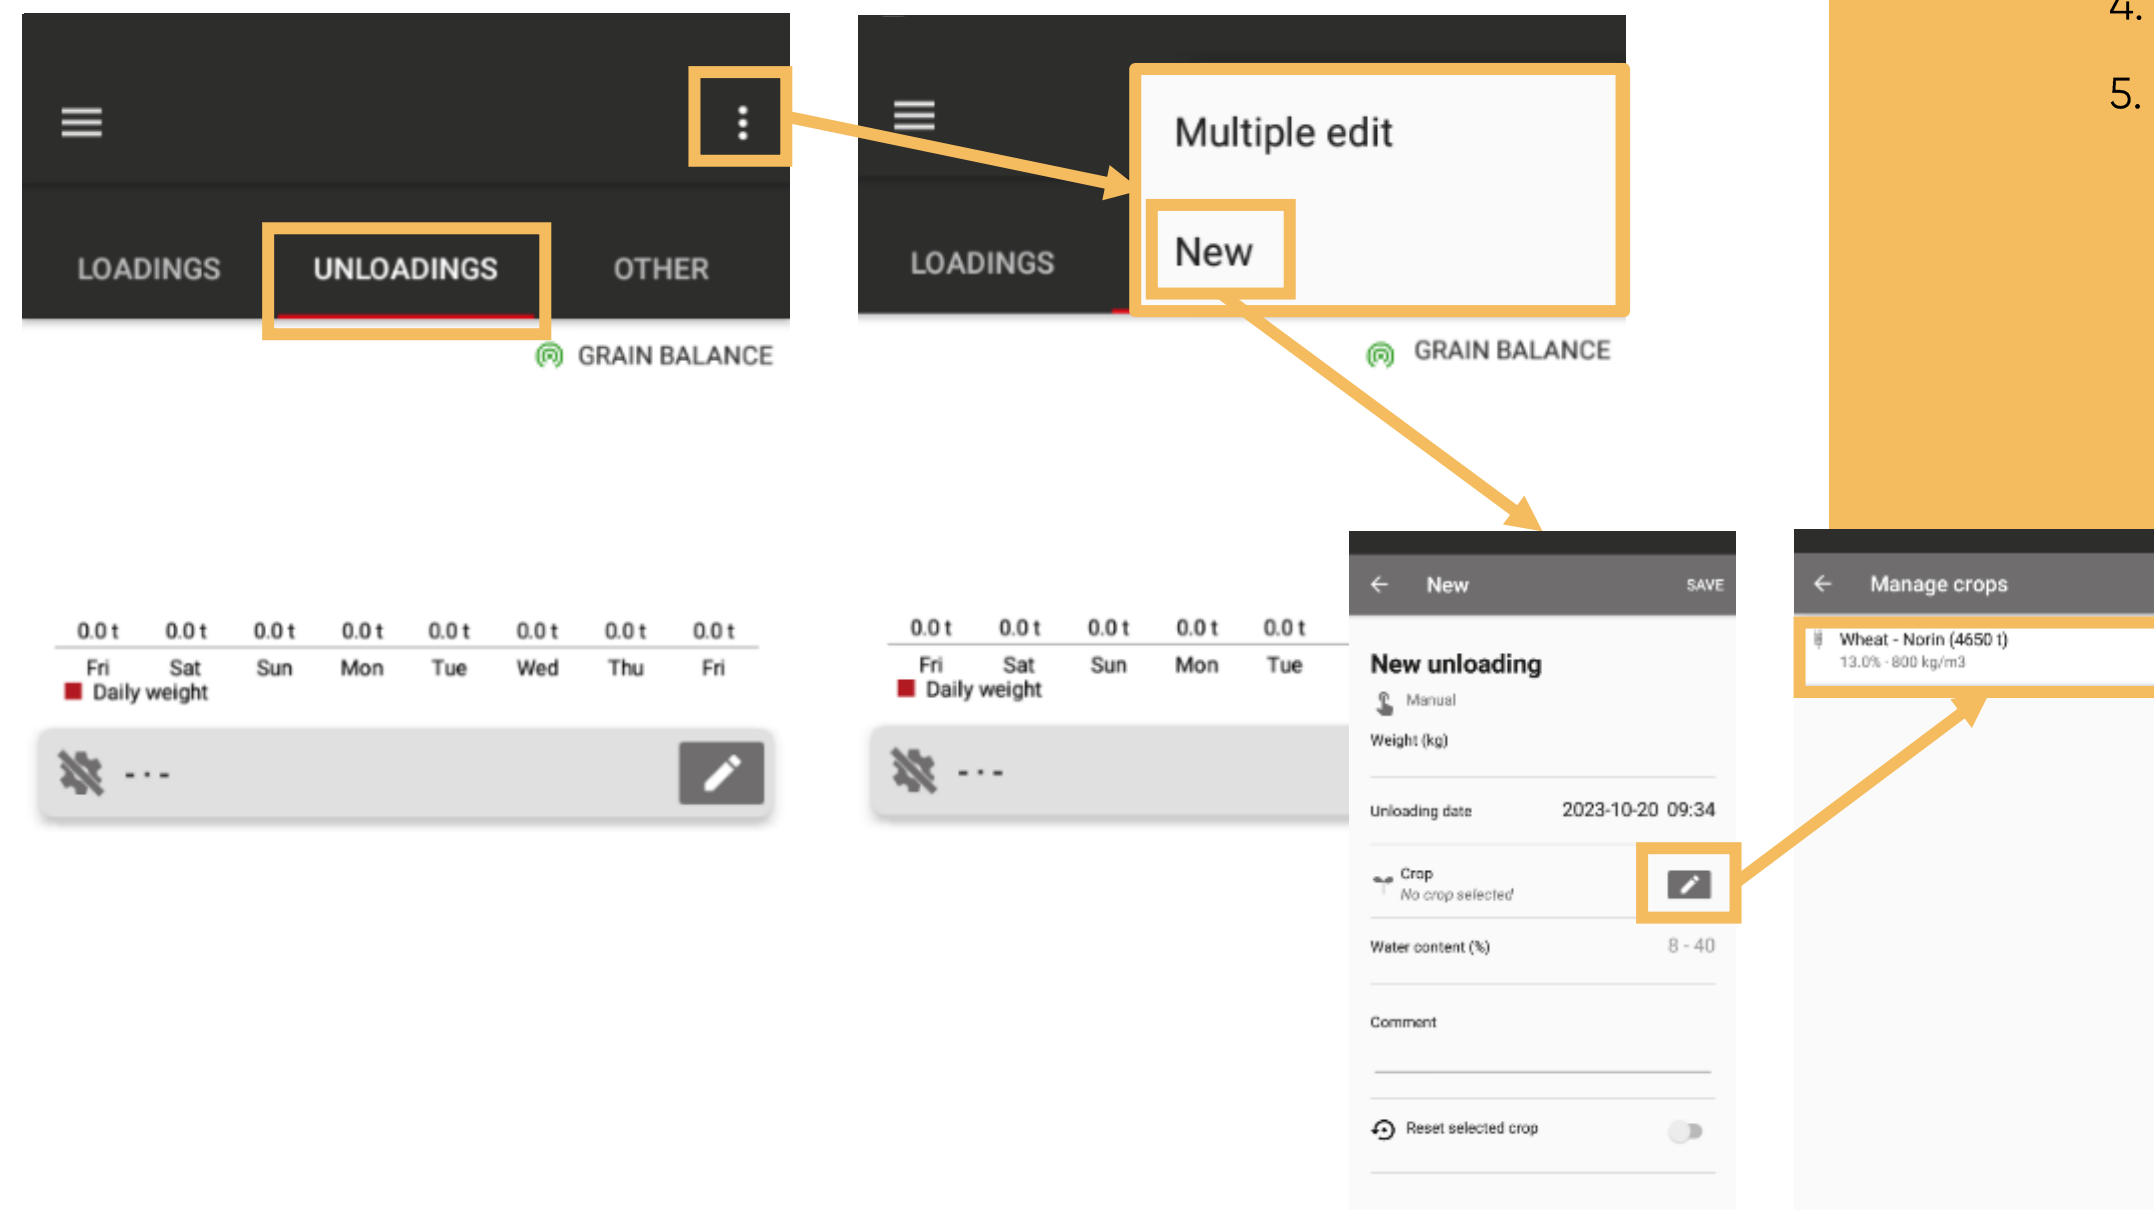 LOADINGS UNLOADINGS OTHER
GRAIN BALANCE
0.0 t 0.0 t 0.0 t 0.0 t 0.0 t 0.0 t 0.0 t 0.0 t
Fri Sat Sun Mon Tue Wed Thu Fri
Daily weight
- · -
Multiple edit
New
LOADINGS
GRAIN BALANCE
0.0 t 0.0 t 0.0 t 0.0 t 0.0 t
Fri Sat Sun Mon Tue
Daily weight
- · -
New SAVE
New unloading
Manual
Weight (kg)
Unloading date 2023-10-20 09:34
Crop
No crop selected
Water content (%) 8 - 40
Comment
Reset selected crop
4.
5.
Manage crops
Wheat - Norin (4650 t)
13.0% - 800 kg/m3